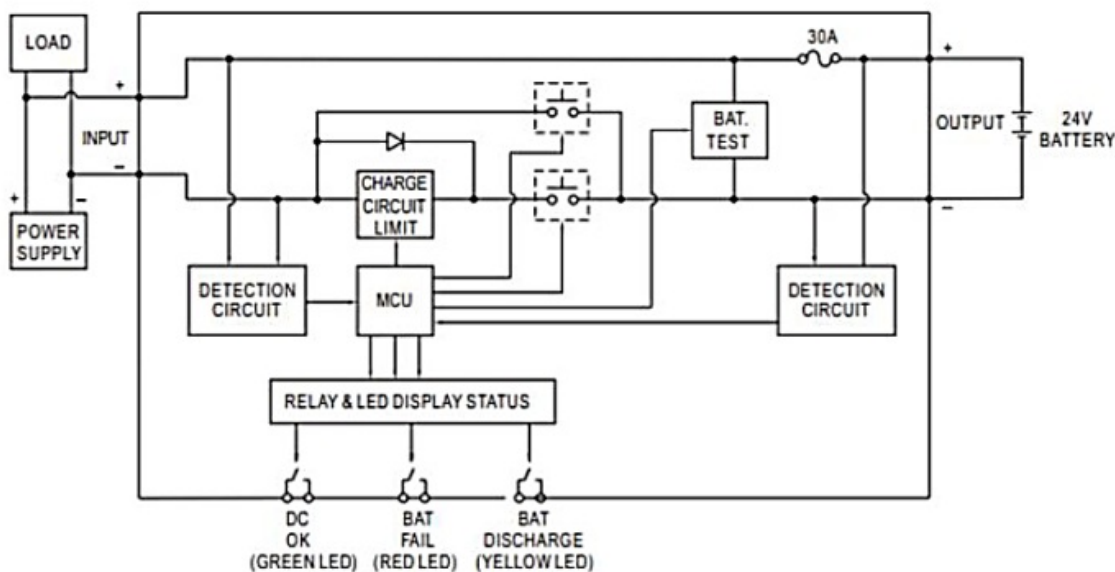 LOAD
30A
+
+
+
INPUT
BAT.
TEST
OUTPUT
24V
BATTERY
–
+
–
CHARGE
CIRCUIT
LIMIT
–
POWER
SUPPLY
DETECTION
CIRCUIT
MCU
DETECTION
CIRCUIT
RELAY & LED DISPLAY STATUS
DC
OK
(GREEN LED)
BAT
FAIL
(RED LED)
BAT
DISCHARGE
(YELLOW LED)